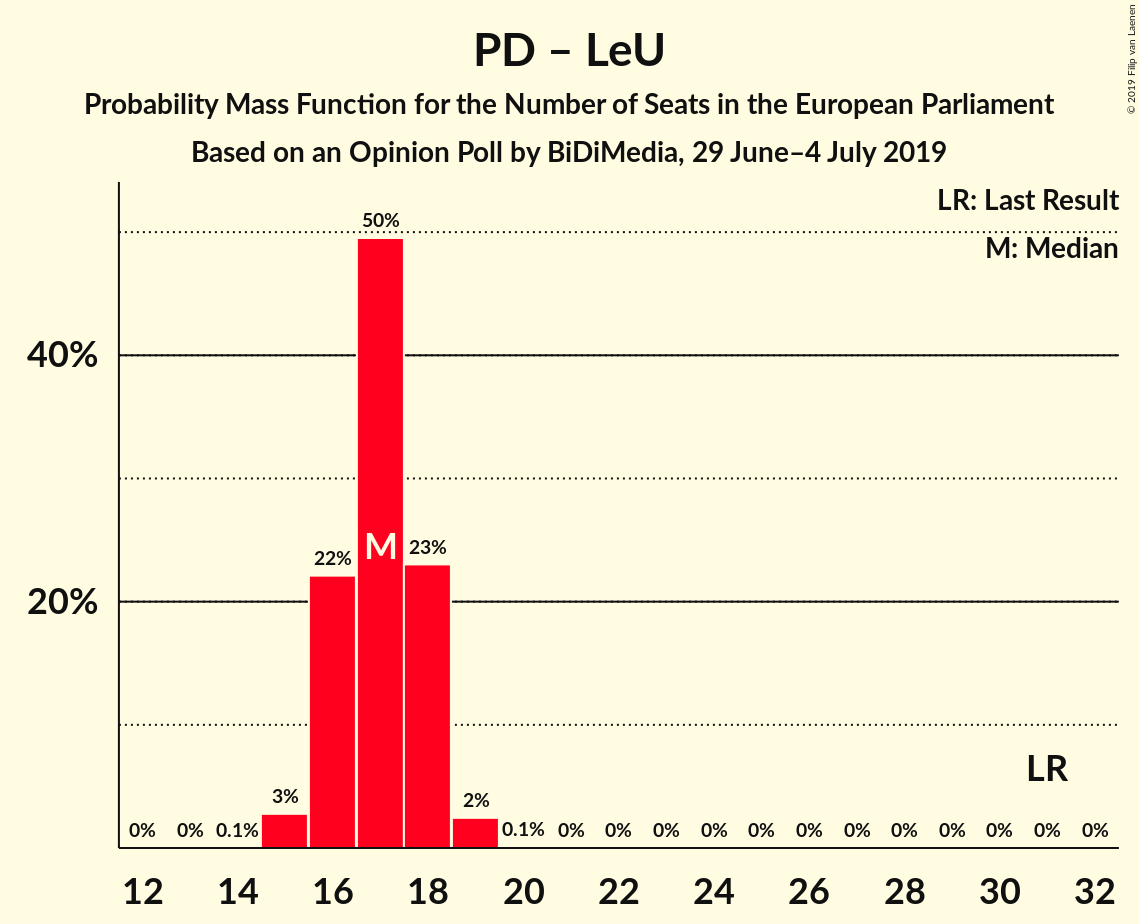 PD – LeU
Probability Mass Function for the Number of Seats in the European Parliament
Based on an Opinion Poll by BiDiMedia, 29 June–4 July 2019
© 2019 Filip van Laenen
LR: Last Result
M: Median
50%
40%
M
23%
22%
20%
LR
3%
2%
0% 0% 0.1% 0.1% 0% 0% 0% 0% 0% 0% 0% 0% 0% 0% 0% 0%
12 14 16 18 20 22 24 26 28 30 32